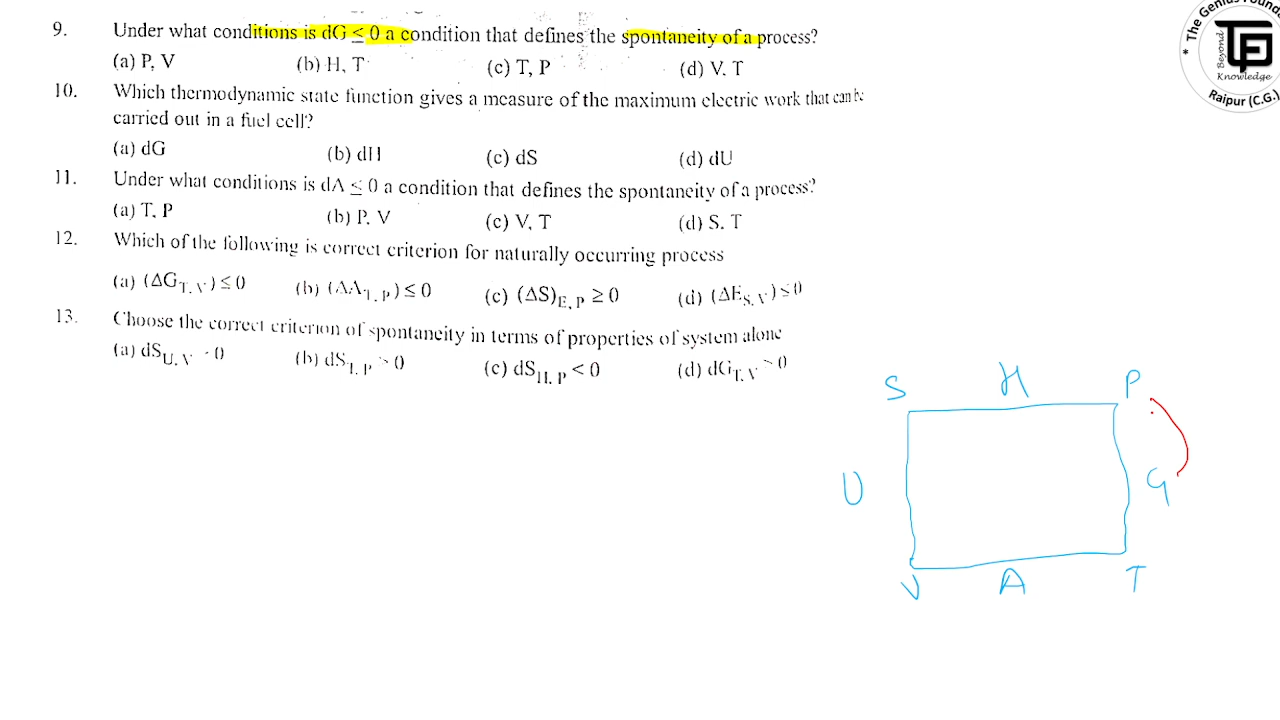 9. Under what conditions is dG ≤ 0 a condition that defines the spontaneity of a process?
(a) P, V (b) H, T (c) T, P (d) V, T
10. Which thermodynamic state function gives a measure of the maximum electric work that can be
carried out in a fuel cell?
(a) dG (b) dH (c) dS (d) dU
11. Under what conditions is dA ≤ 0 a condition that defines the spontaneity of a process?
(a) T, P (b) P, V (c) V, T (d) S, T
12. Which of the following is correct criterion for naturally occurring process
(a) (ΔG_T, V) ≤ 0 (b) (ΔA_T, P) ≤ 0 (c) (ΔS)_E, P ≥ 0 (d) (ΔE_S, V) ≤ 0
13. Choose the correct criterion of spontaneity in terms of properties of system alone
(a) dS_U, V 0 (b) dS_T, P > 0 (c) dS_H, P < 0 (d) dG_T, V > 0
S H P
U G
V A T
* The Genius
Beyond
Knowledge
Raipur (C.G.)